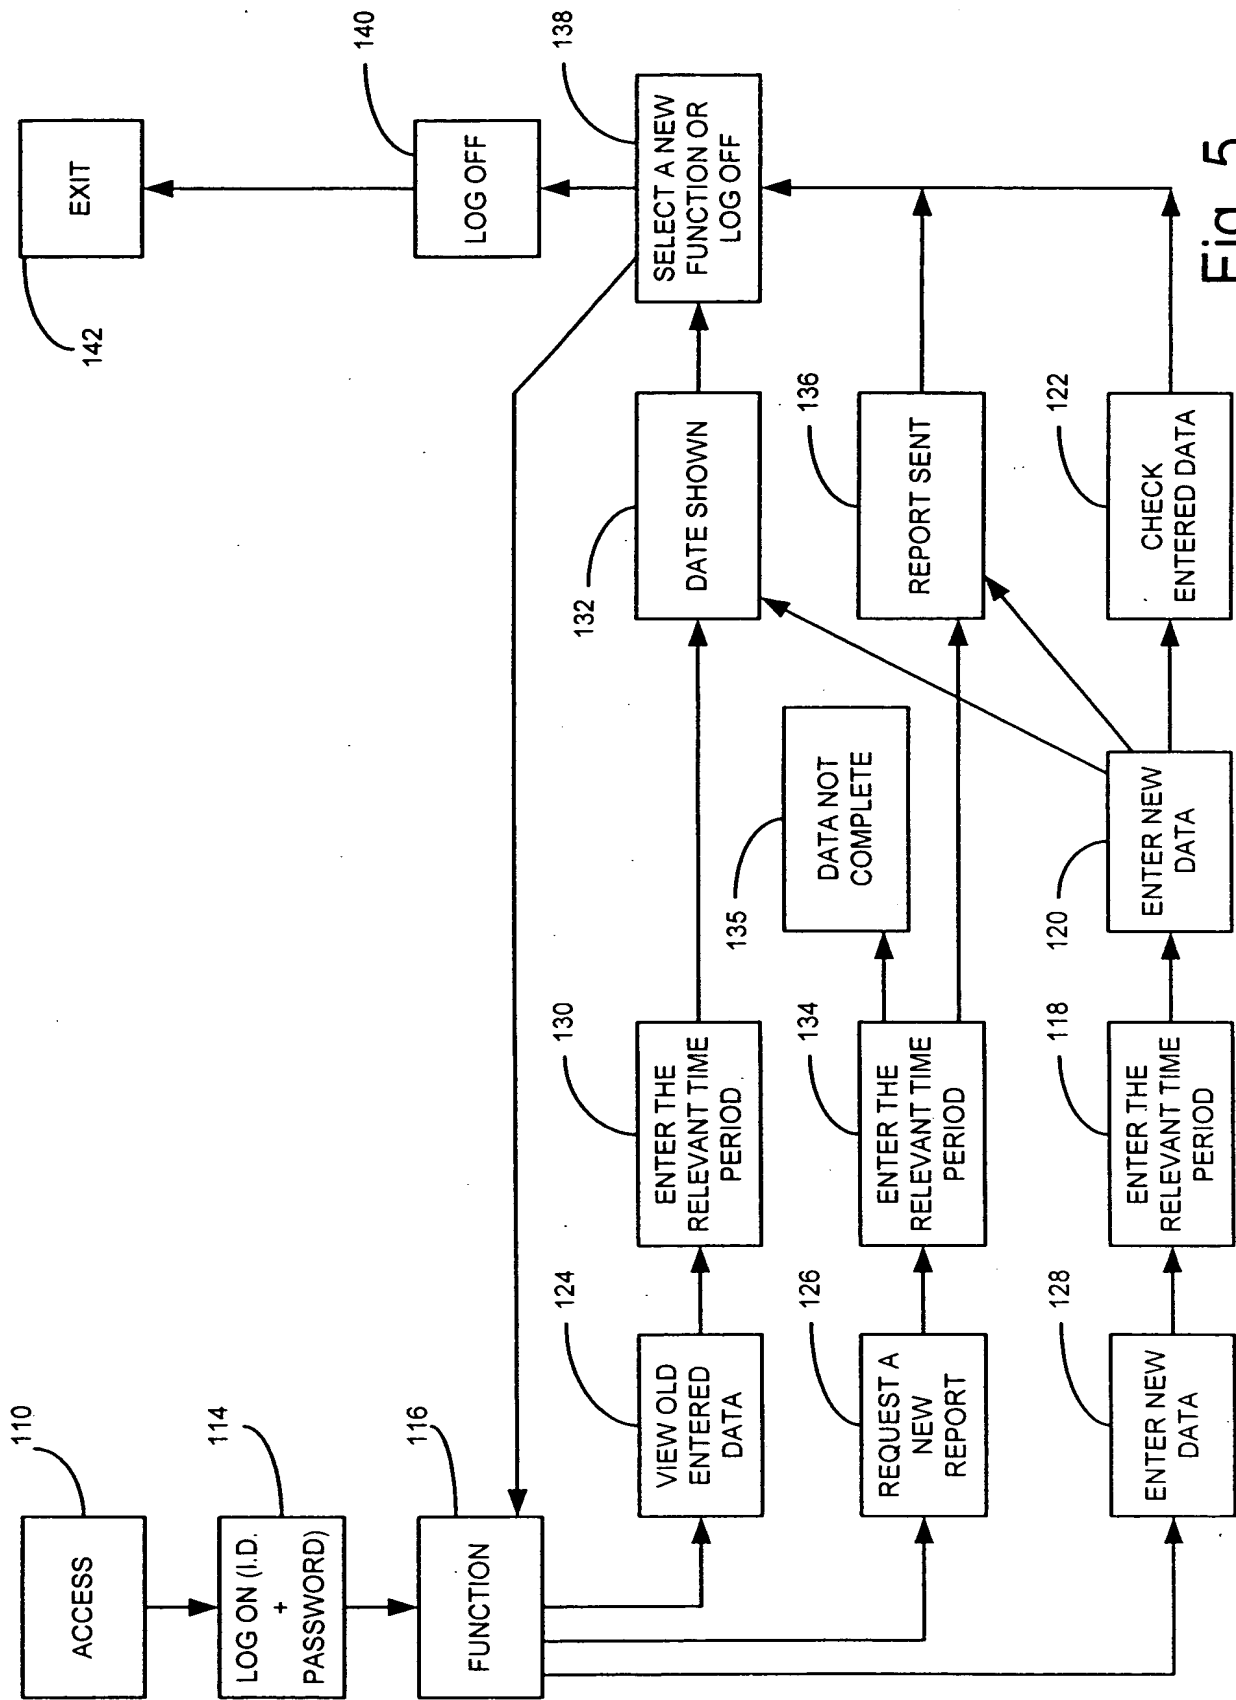 110
ACCESS
114
LOG ON (I.D.
+
PASSWORD)
116
FUNCTION
124
VIEW OLD
ENTERED
DATA
130
ENTER THE
RELEVANT TIME
PERIOD
132
DATE SHOWN
126
REQUEST A
NEW
REPORT
134
ENTER THE
RELEVANT TIME
PERIOD
135
DATA NOT
COMPLETE
136
REPORT SENT
128
ENTER NEW
DATA
118
ENTER THE
RELEVANT TIME
PERIOD
120
ENTER NEW
DATA
122
CHECK
ENTERED DATA
138
SELECT A NEW
FUNCTION OR
LOG OFF
140
LOG OFF
142
EXIT
Fig. 5